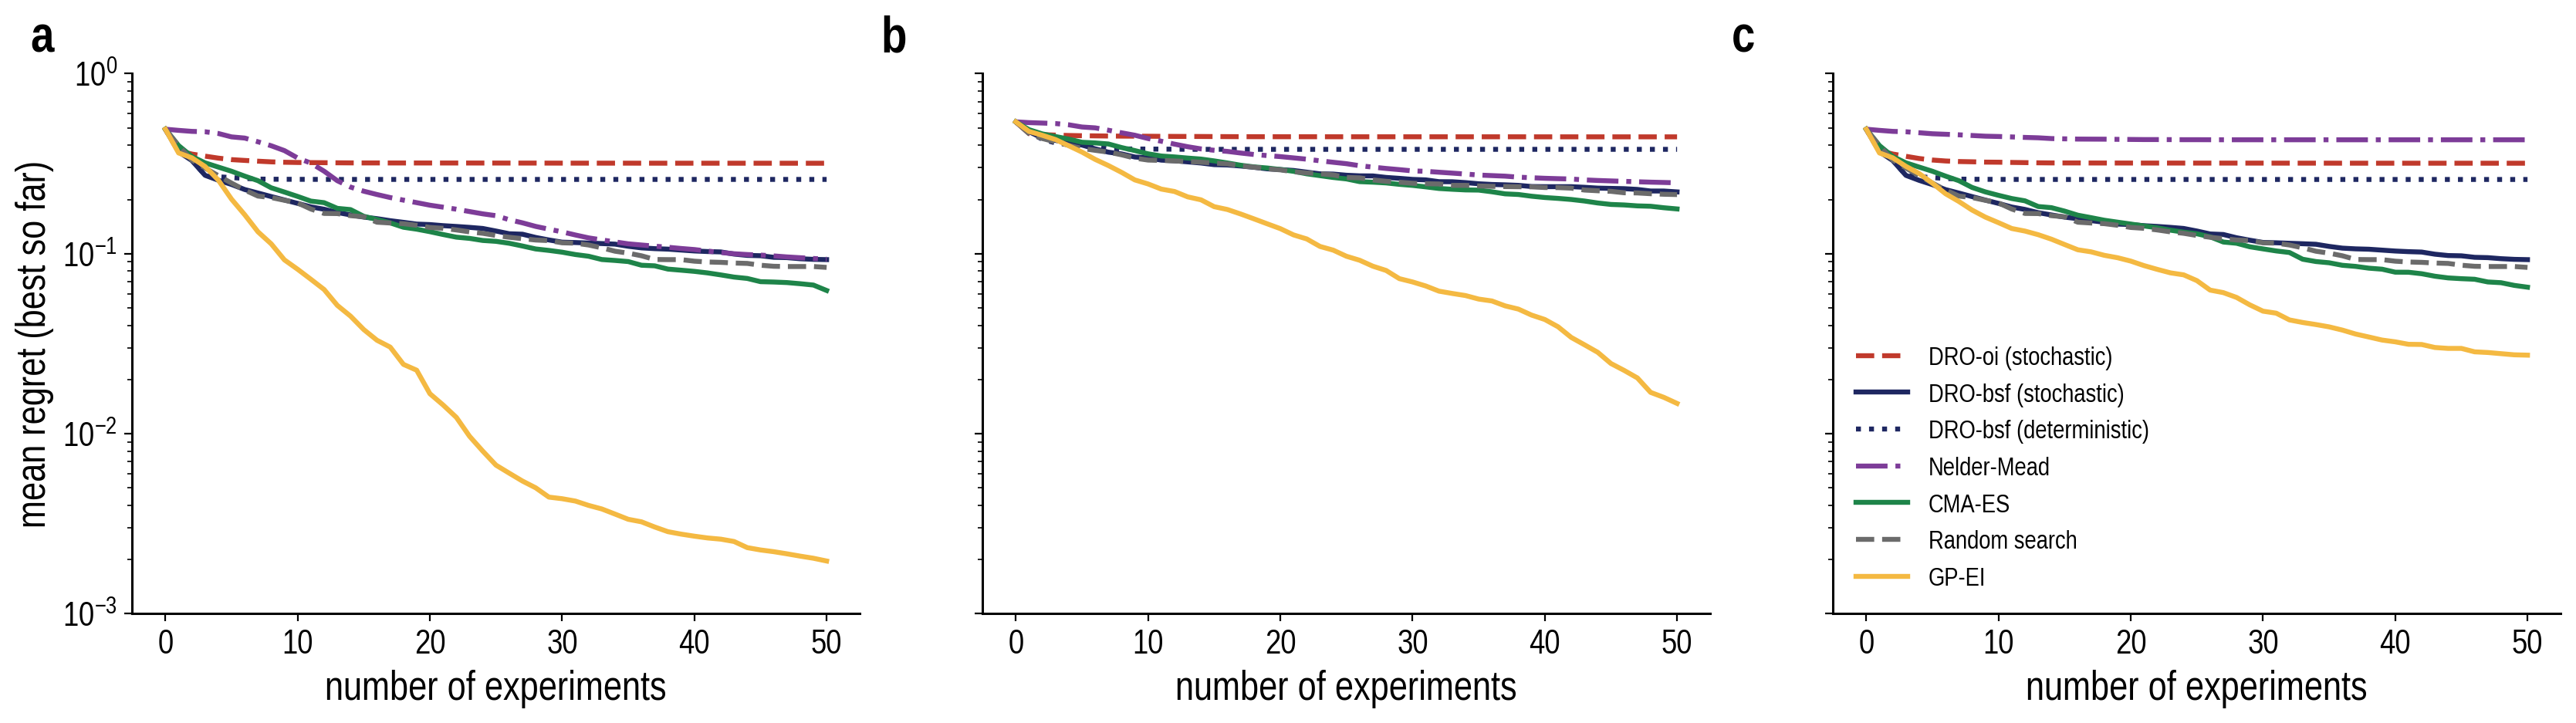 a
10⁰
10⁻¹
10⁻²
10⁻³
mean regret (best so far)
0 10 20 30 40 50
number of experiments
b
0 10 20 30 40 50
number of experiments
c
DRO-oi (stochastic)
DRO-bsf (stochastic)
DRO-bsf (deterministic)
Nelder-Mead
CMA-ES
Random search
GP-EI
0 10 20 30 40 50
number of experiments